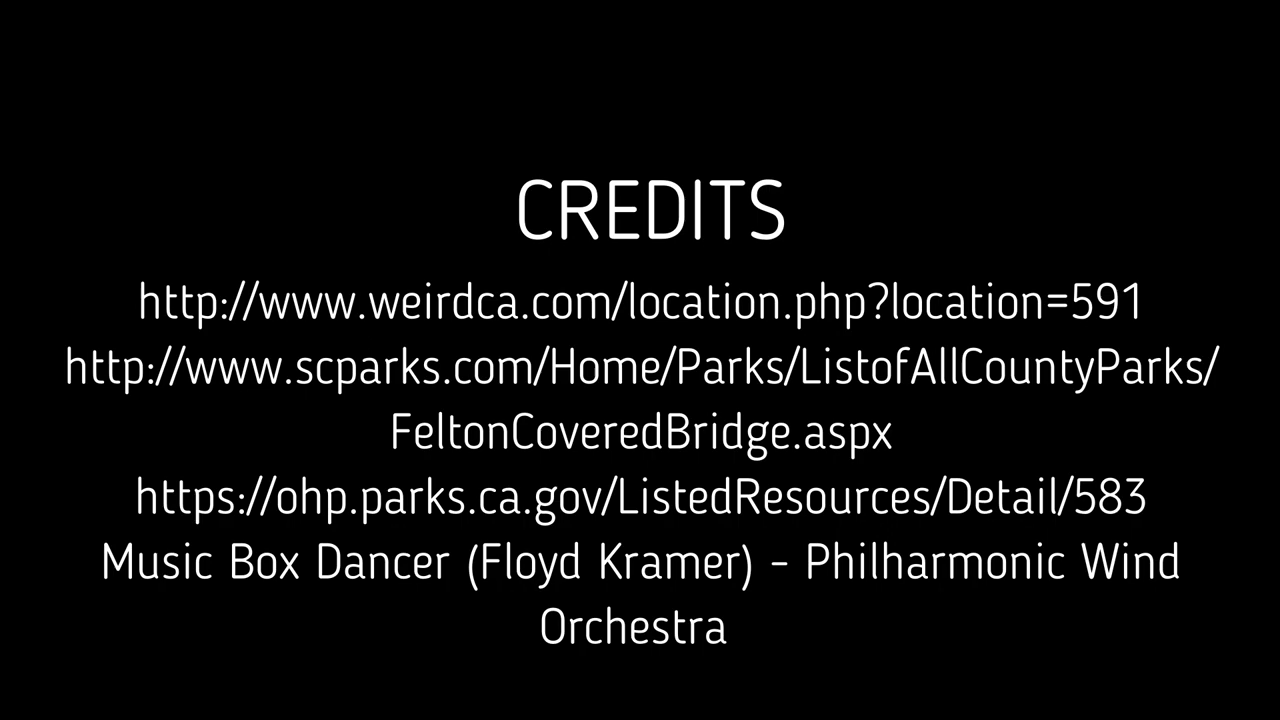 CREDITS
http://www.weirdca.com/location.php?location=591
http://www.scparks.com/Home/Parks/ListofAllCountyParks/
FeltonCoveredBridge.aspx
https://ohp.parks.ca.gov/ListedResources/Detail/583
Music Box Dancer (Floyd Kramer) - Philharmonic Wind
Orchestra